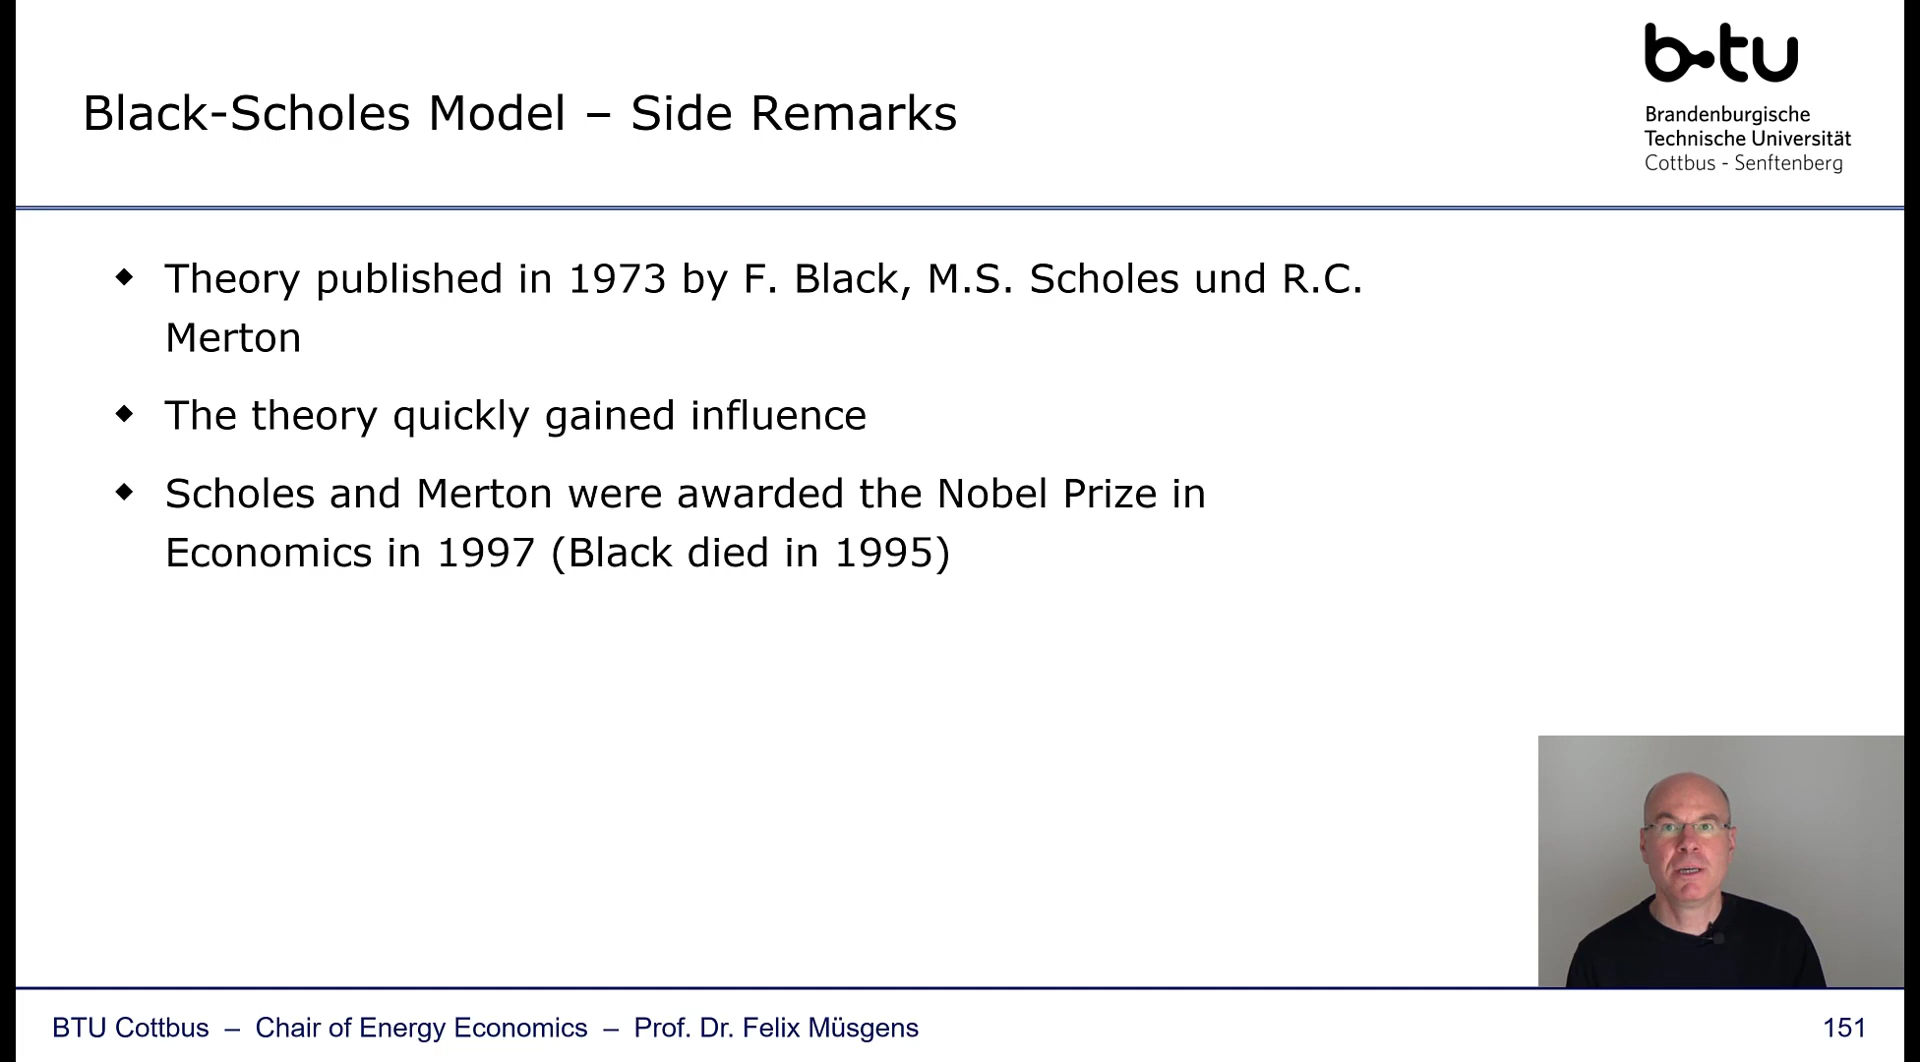 Black-Scholes Model – Side Remarks
b-tu
Brandenburgische
Technische Universität
Cottbus - Senftenberg
Theory published in 1973 by F. Black, M.S. Scholes und R.C.
Merton
The theory quickly gained influence
Scholes and Merton were awarded the Nobel Prize in
Economics in 1997 (Black died in 1995)
BTU Cottbus – Chair of Energy Economics – Prof. Dr. Felix Müsgens
151